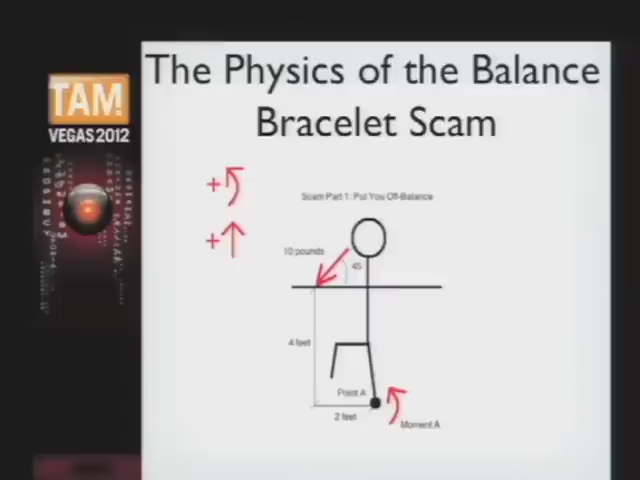 The Physics of the Balance
Bracelet Scam
TAM!
VEGAS 2012
+
Scam Part 1: Put You Off-Balance
+
10 pounds
45
4 feet
Point A
2 feet
Moment A